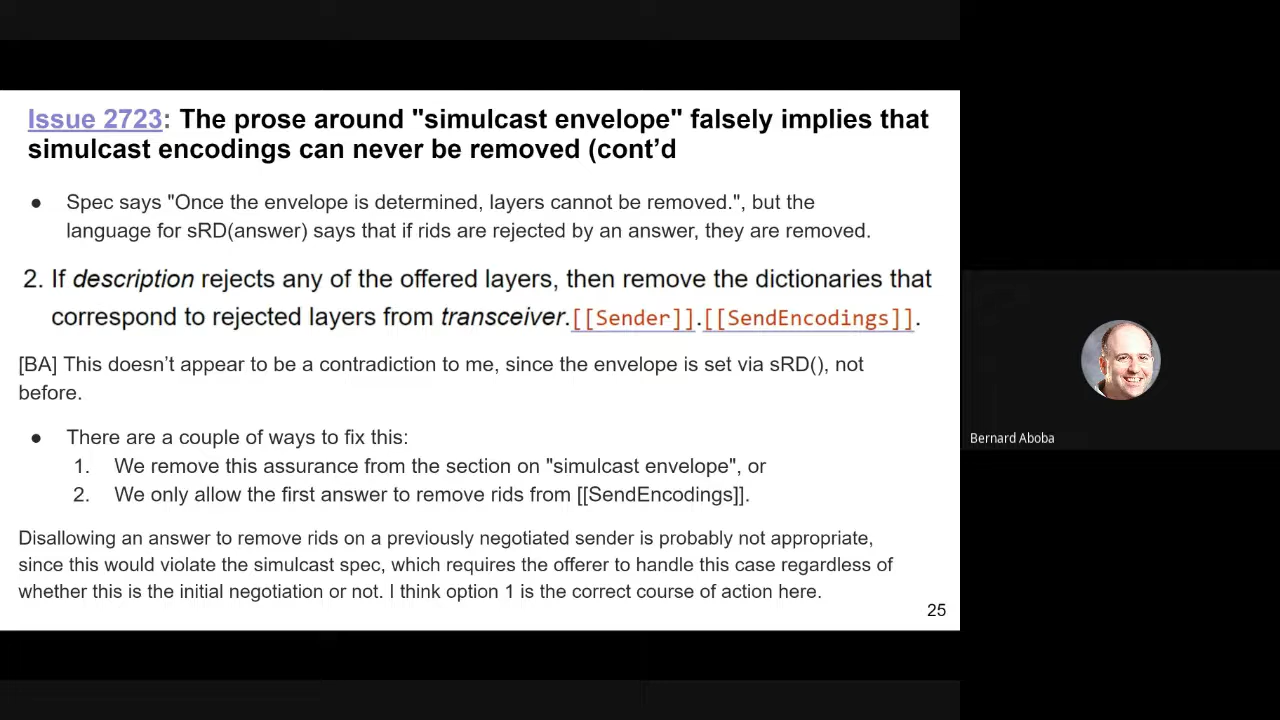 Issue 2723: The prose around "simulcast envelope" falsely implies that
simulcast encodings can never be removed (cont’d
● Spec says "Once the envelope is determined, layers cannot be removed.", but the
language for sRD(answer) says that if rids are rejected by an answer, they are removed.
2. If description rejects any of the offered layers, then remove the dictionaries that
correspond to rejected layers from transceiver.[[Sender]].[[SendEncodings]].
[BA] This doesn’t appear to be a contradiction to me, since the envelope is set via sRD(), not
before.
● There are a couple of ways to fix this:
1. We remove this assurance from the section on "simulcast envelope", or
2. We only allow the first answer to remove rids from [[SendEncodings]].
Disallowing an answer to remove rids on a previously negotiated sender is probably not appropriate,
since this would violate the simulcast spec, which requires the offerer to handle this case regardless of
whether this is the initial negotiation or not. I think option 1 is the correct course of action here.
25
Bernard Aboba